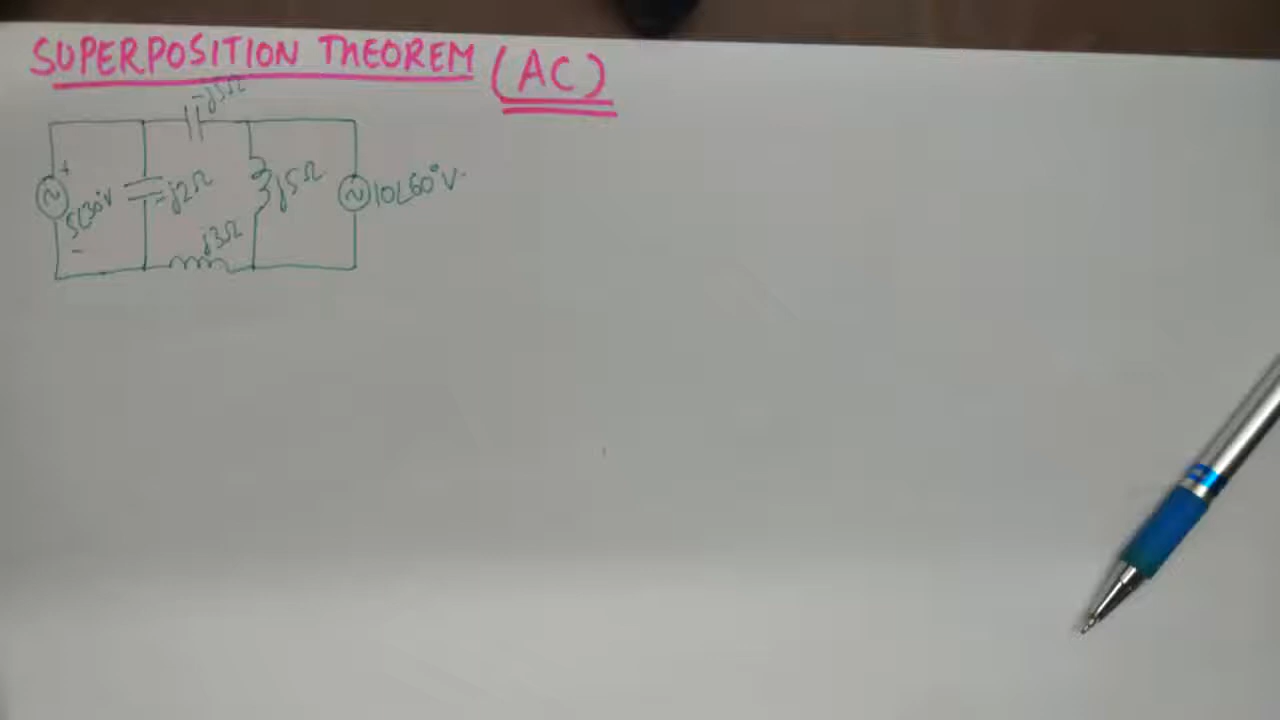 SUPERPOSITION THEOREM (AC)
-j5Ω
+
5∠30°V
-j2Ω
j5Ω
10∠60°V
j3Ω
-